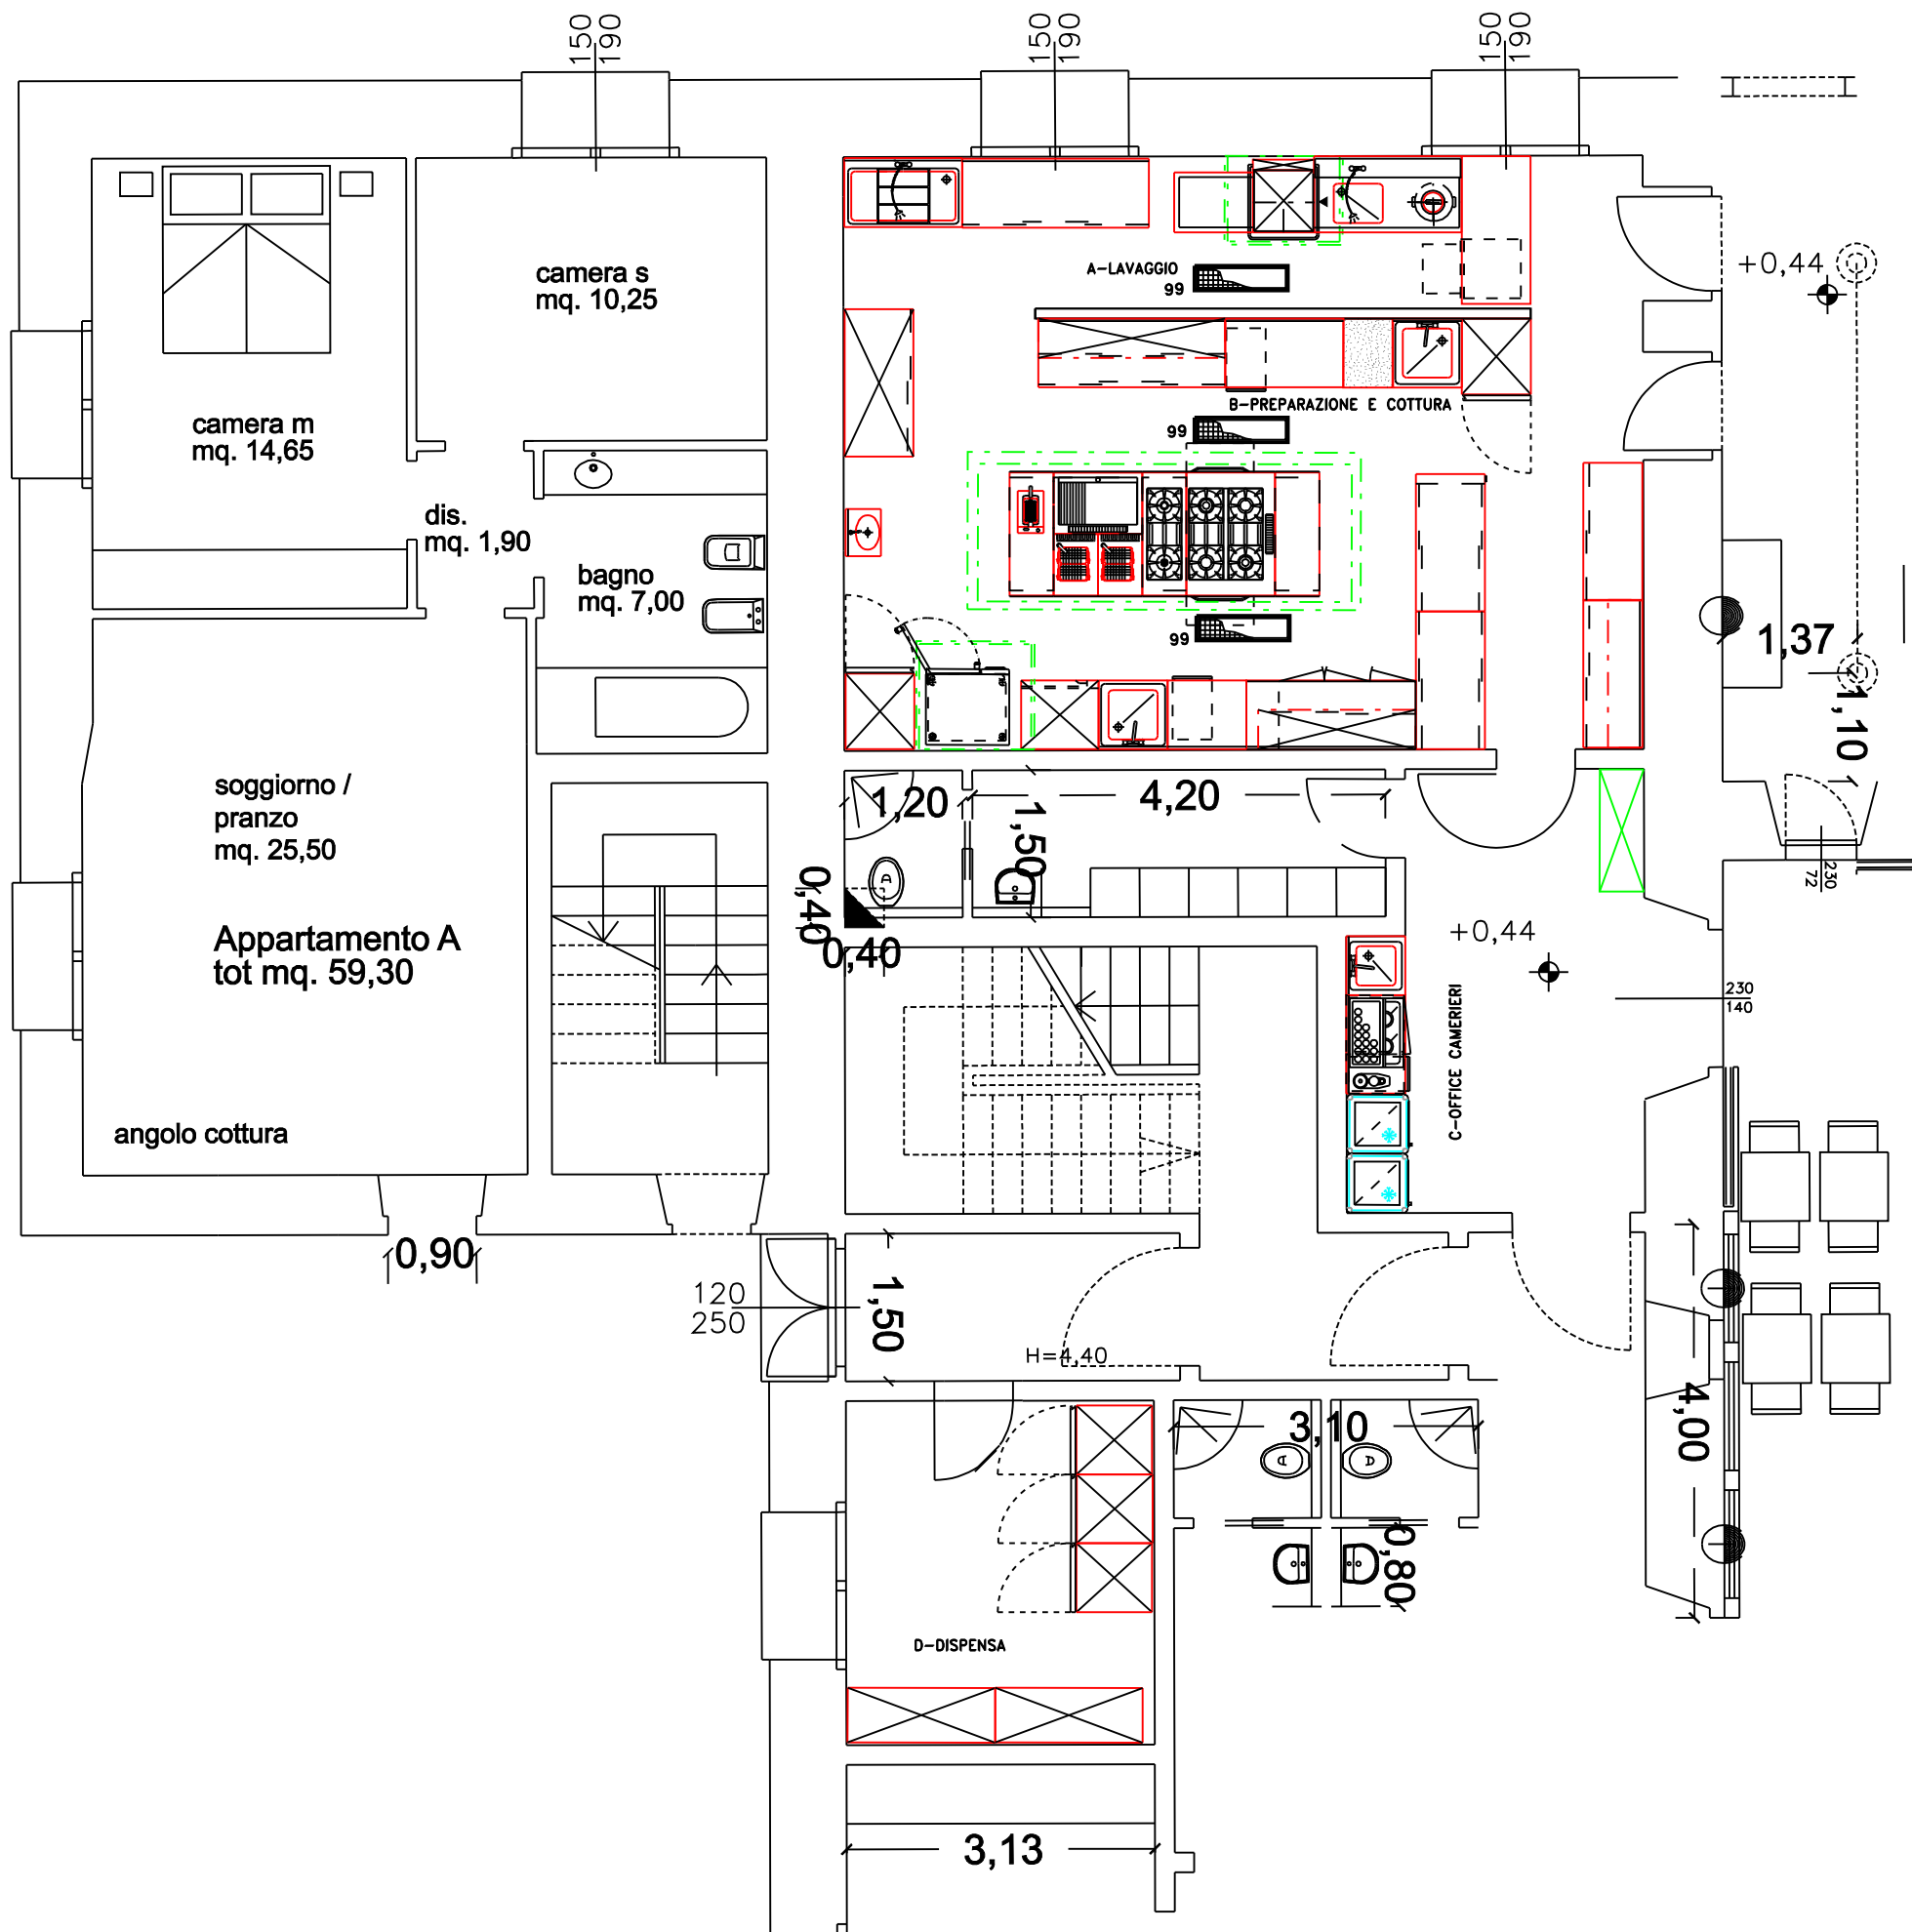 150
190
150
190
150
190
camera s
mq. 10,25
A-LAVAGGIO
99
+0,44
camera m
mq. 14,65
B-PREPARAZIONE E COTTURA
99
dis.
mq. 1,90
bagno
mq. 7,00
99
1,37
1,10
soggiorno /
pranzo
mq. 25,50
1,20
1,50
4,20
230
72
0,40
0,40
Appartamento A
tot mq. 59,30
+0,44
230
140
C-OFFICE CAMERIERI
angolo cottura
0,90
120
250
1,50
H=4,40
3,10
4,00
0,80
D-DISPENSA
3,13